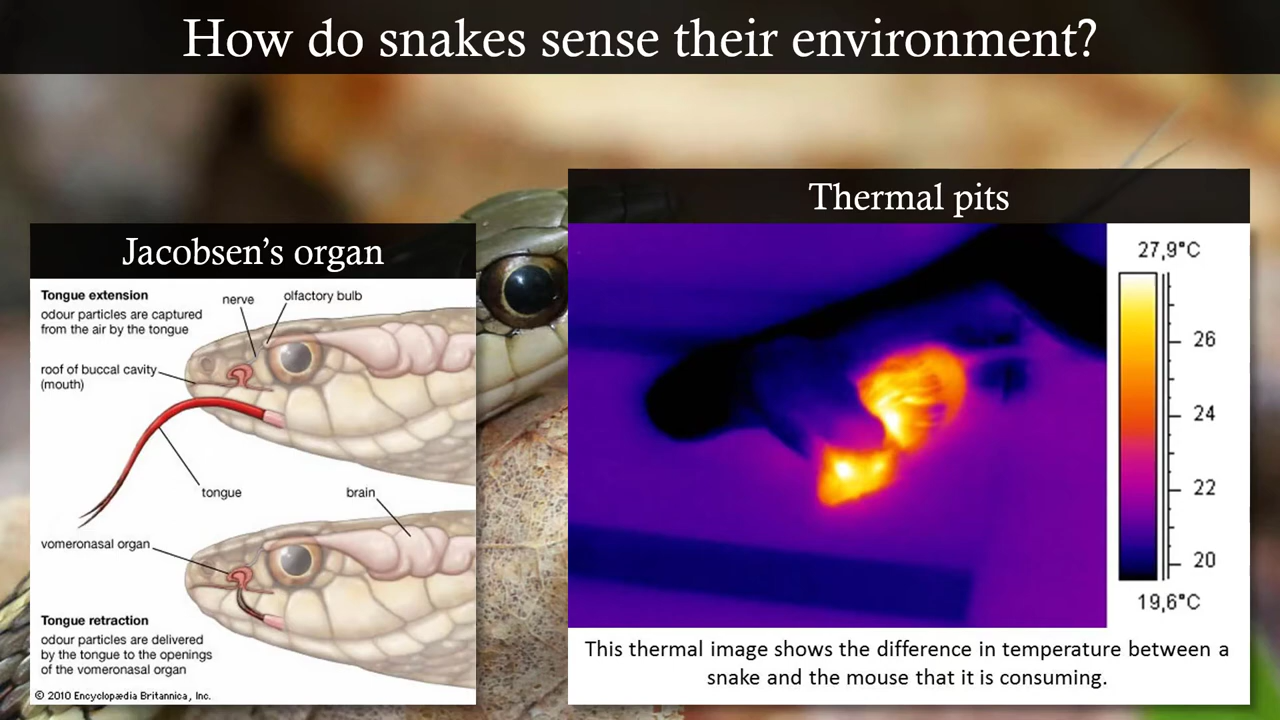 How do snakes sense their environment?
Jacobsen's organ
Tongue extension
odour particles are captured
from the air by the tongue
nerve
olfactory bulb
roof of buccal cavity
(mouth)
tongue
brain
vomeronasal organ
Tongue retraction
odour particles are delivered
by the tongue to the openings
of the vomeronasal organ
© 2010 Encyclopædia Britannica, Inc.
Thermal pits
27,9°C
26
24
22
20
19,6°C
This thermal image shows the difference in temperature between a
snake and the mouse that it is consuming.